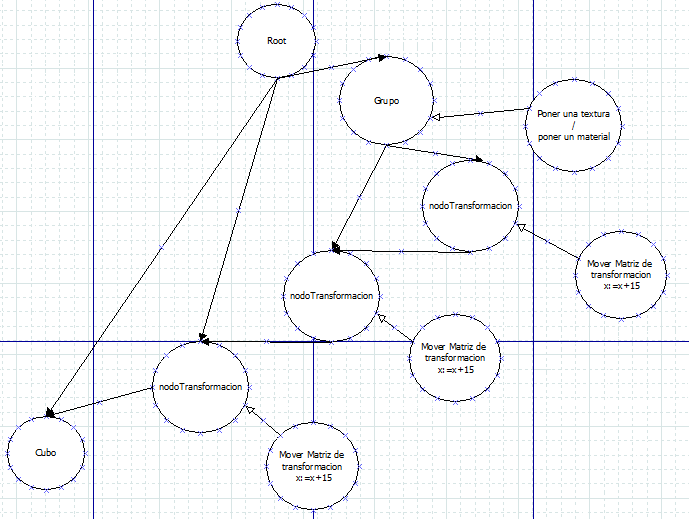 Root
Grupo
Poner una textura
/
poner un material
nodoTransformacion
Mover Matriz de
transformacion
x:=x+15
nodoTransformacion
Mover Matriz de
transformacion
x:=x+15
nodoTransformacion
Cubo
Mover Matriz de
transformacion
x:=x+15